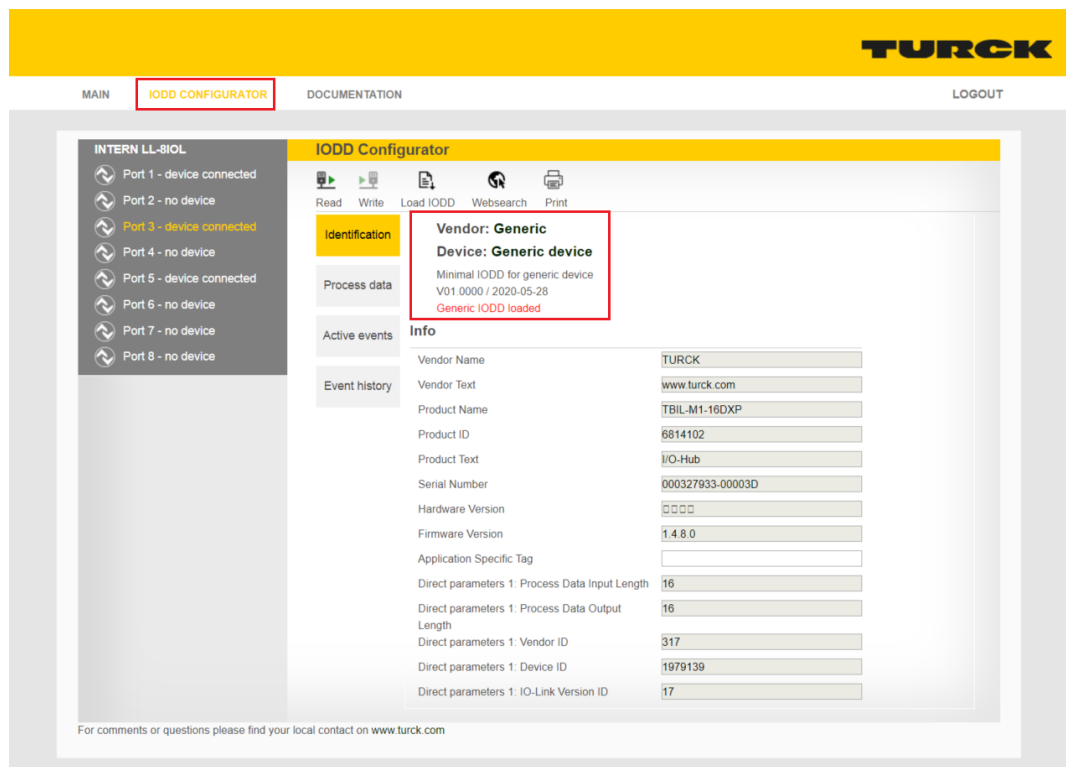 TURCK
MAIN IODD CONFIGURATOR DOCUMENTATION LOGOUT
INTERN LL-8IOL
Port 1 - device connected
Port 2 - no device
Port 3 - device connected
Port 4 - no device
Port 5 - device connected
Port 6 - no device
Port 7 - no device
Port 8 - no device
IODD Configurator
Read Write Load IODD Websearch Print
Identification
Process data
Active events
Event history
Vendor: Generic
Device: Generic device
Minimal IODD for generic device
V01.0000 / 2020-05-28
Generic IODD loaded
Info
Vendor Name TURCK
Vendor Text www.turck.com
Product Name TBIL-M1-16DXP
Product ID 6814102
Product Text I/O-Hub
Serial Number 000327933-00003D
Hardware Version □□□□
Firmware Version 1.4.8.0
Application Specific Tag
Direct parameters 1: Process Data Input Length 16
Direct parameters 1: Process Data Output 16
Length
Direct parameters 1: Vendor ID 317
Direct parameters 1: Device ID 1979139
Direct parameters 1: IO-Link Version ID 17
For comments or questions please find your local contact on www.turck.com